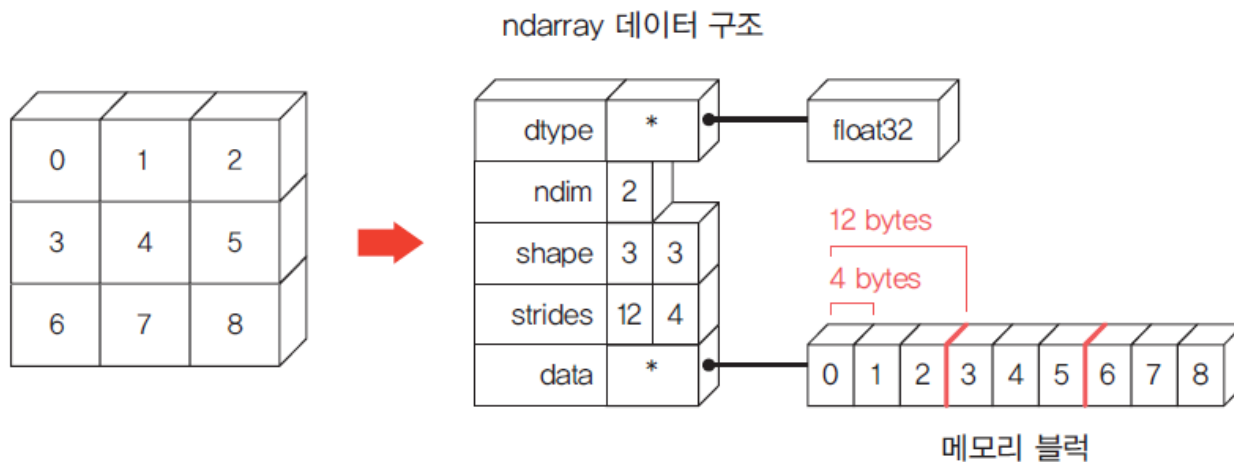 ndarray 데이터 구조
0 1 2
3 4 5
6 7 8
dtype * float32
ndim 2
shape 3 3
strides 12 4
data *
12 bytes
4 bytes
0 1 2 3 4 5 6 7 8
메모리 블럭